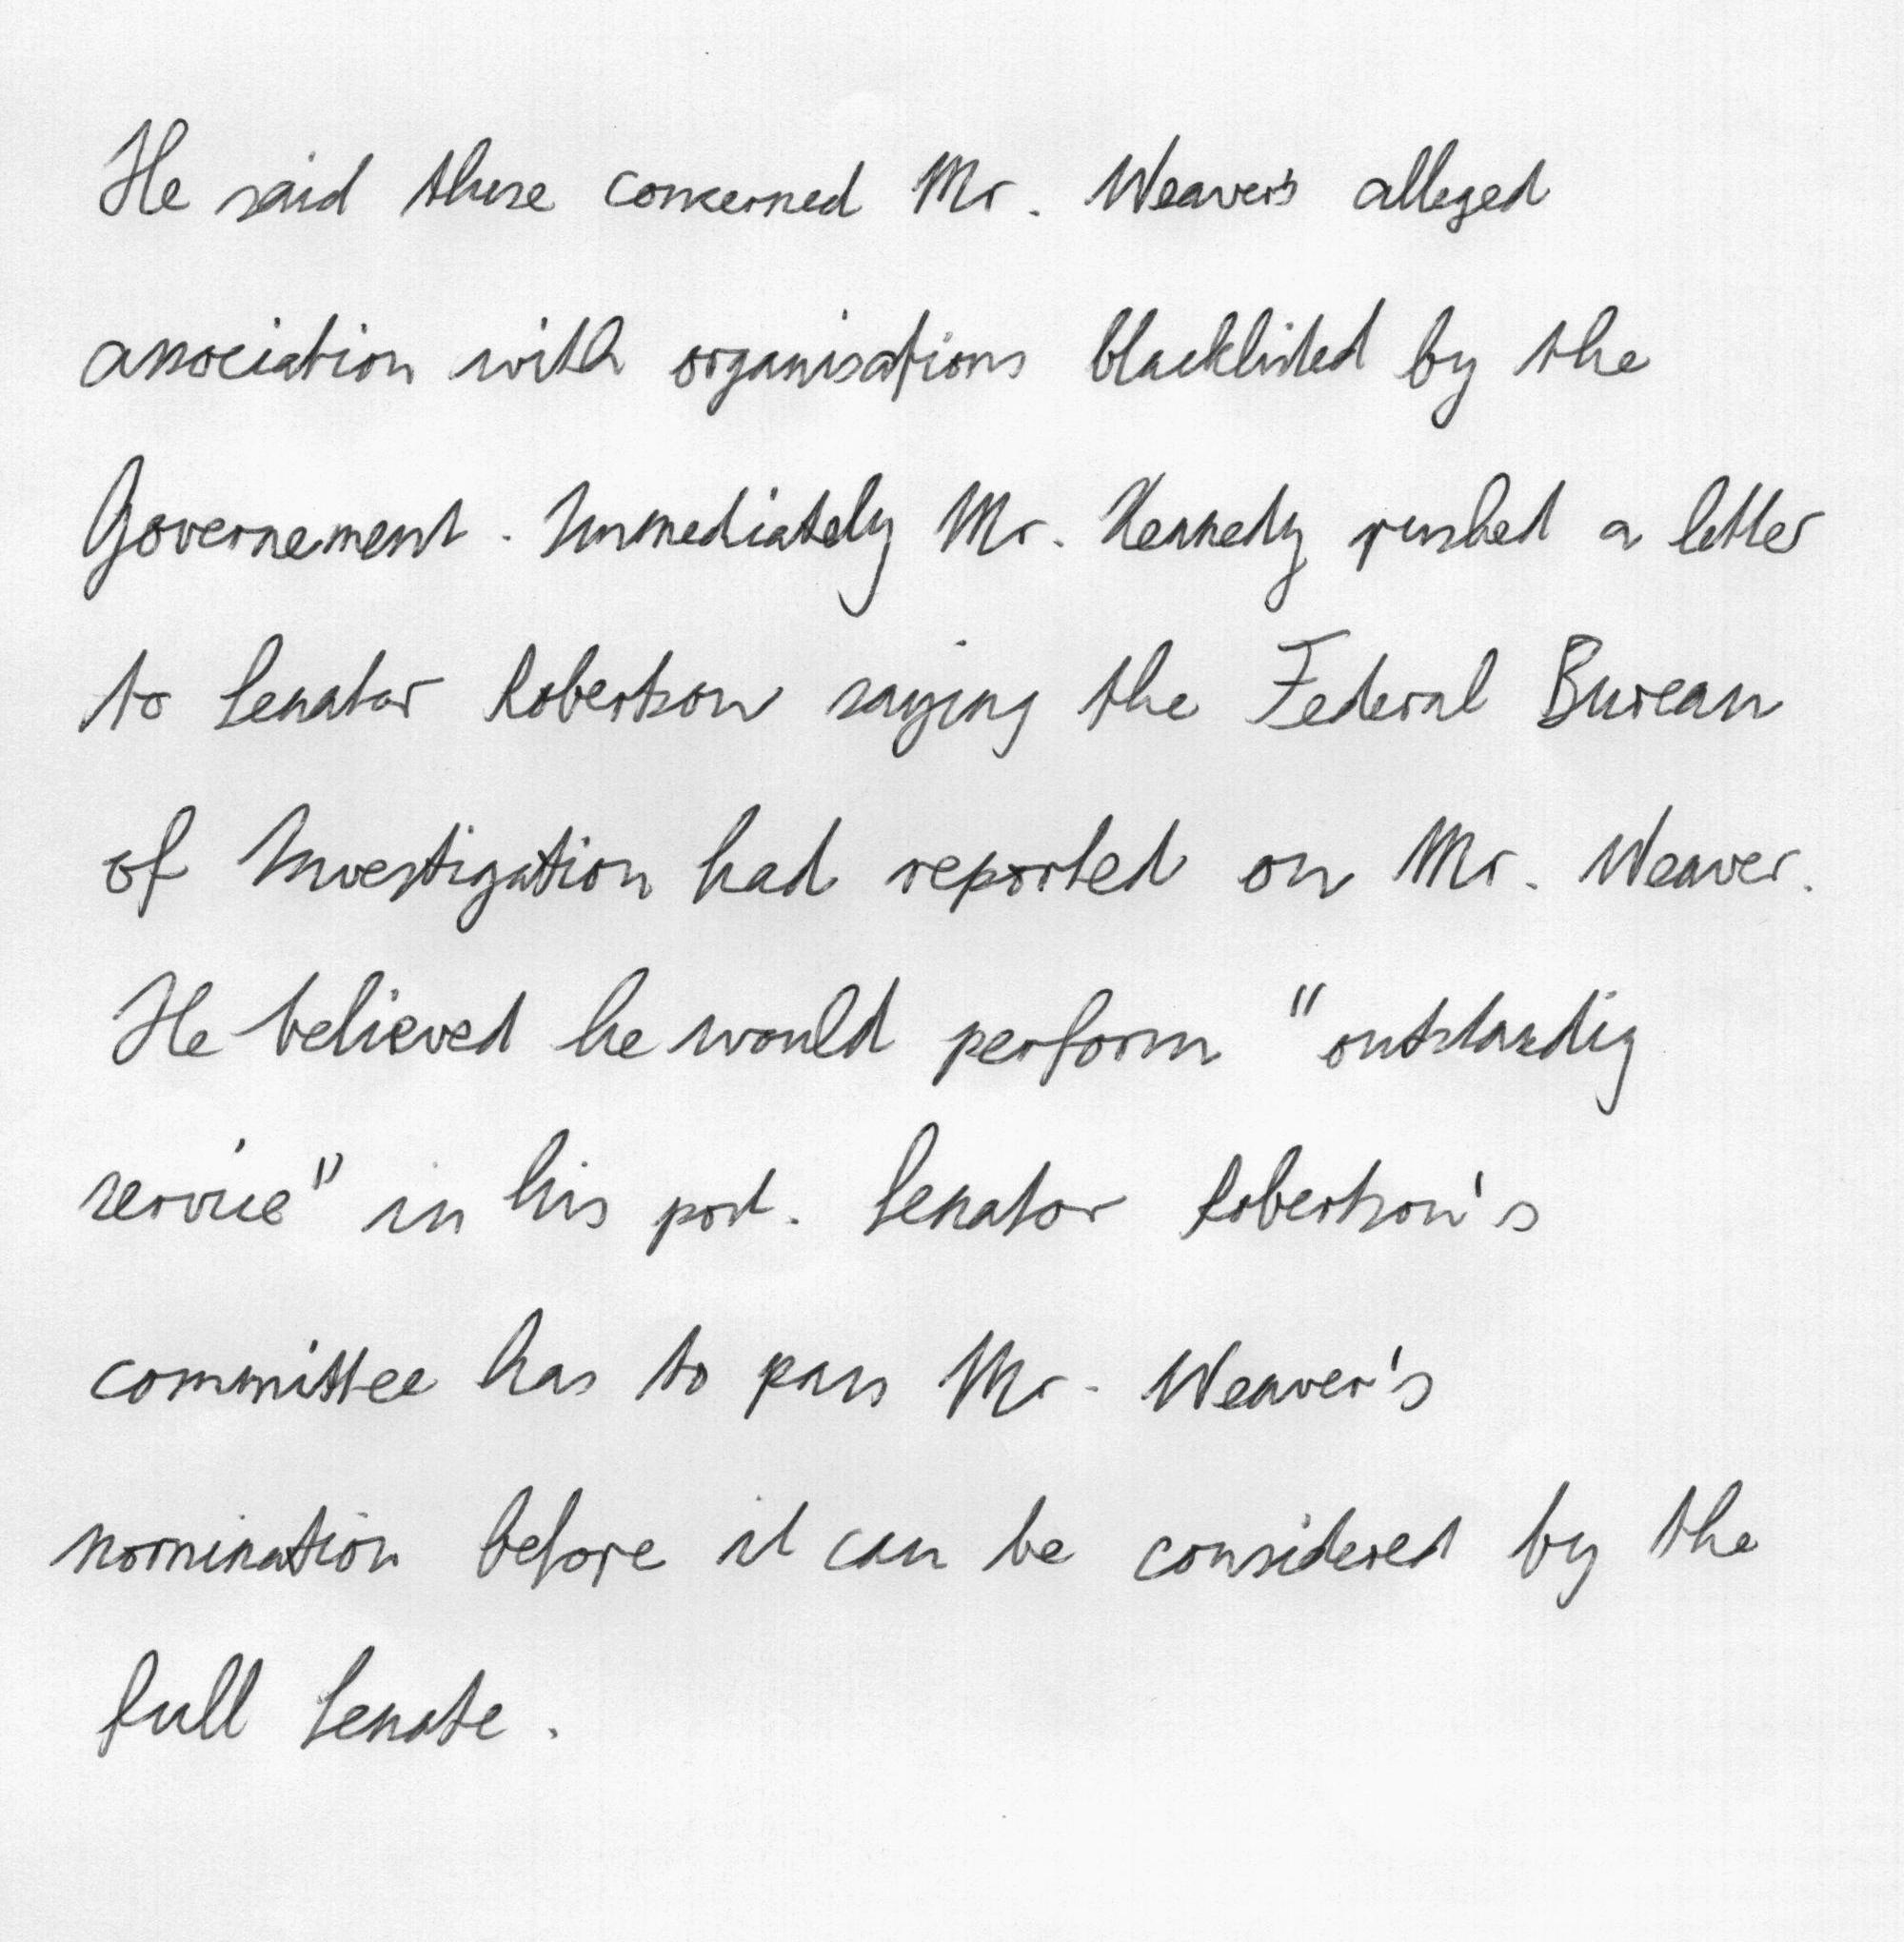 He said these concerned Mr. Weaver's alleged
association with organisations blacklisted by the
Governement. Immediately Mr. Kennedy rushed a letter
to Senator Robertson saying the Federal Bureau
of Investigation had reported on Mr. Weaver.
He believed he would perform "outstandig
service" in his post. Senator Robertson's
committee has to pass Mr. Weaver's
nomination before it can be considered by the
full Senate.